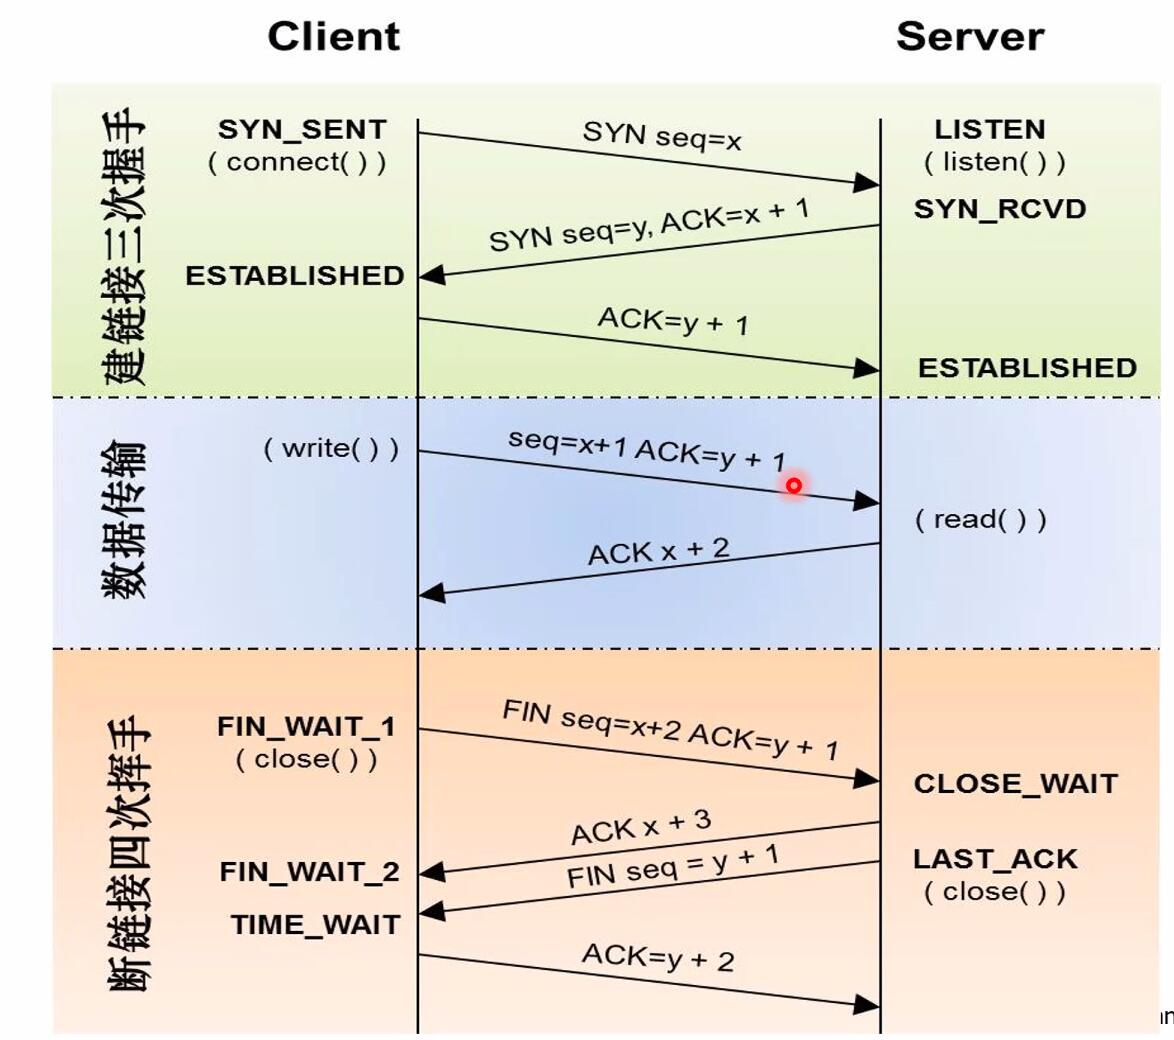 Client
Server
建链接三次握手
SYN_SENT
( connect( ) )
SYN seq=x
LISTEN
( listen( ) )
SYN_RCVD
SYN seq=y, ACK=x + 1
ESTABLISHED
ACK=y + 1
ESTABLISHED
数据传输
( write( ) )
seq=x+1 ACK=y + 1
( read( ) )
ACK x + 2
断链接四次挥手
FIN_WAIT_1
( close( ) )
FIN seq=x+2 ACK=y + 1
CLOSE_WAIT
ACK x + 3
FIN_WAIT_2
FIN seq = y + 1
LAST_ACK
( close( ) )
TIME_WAIT
ACK=y + 2